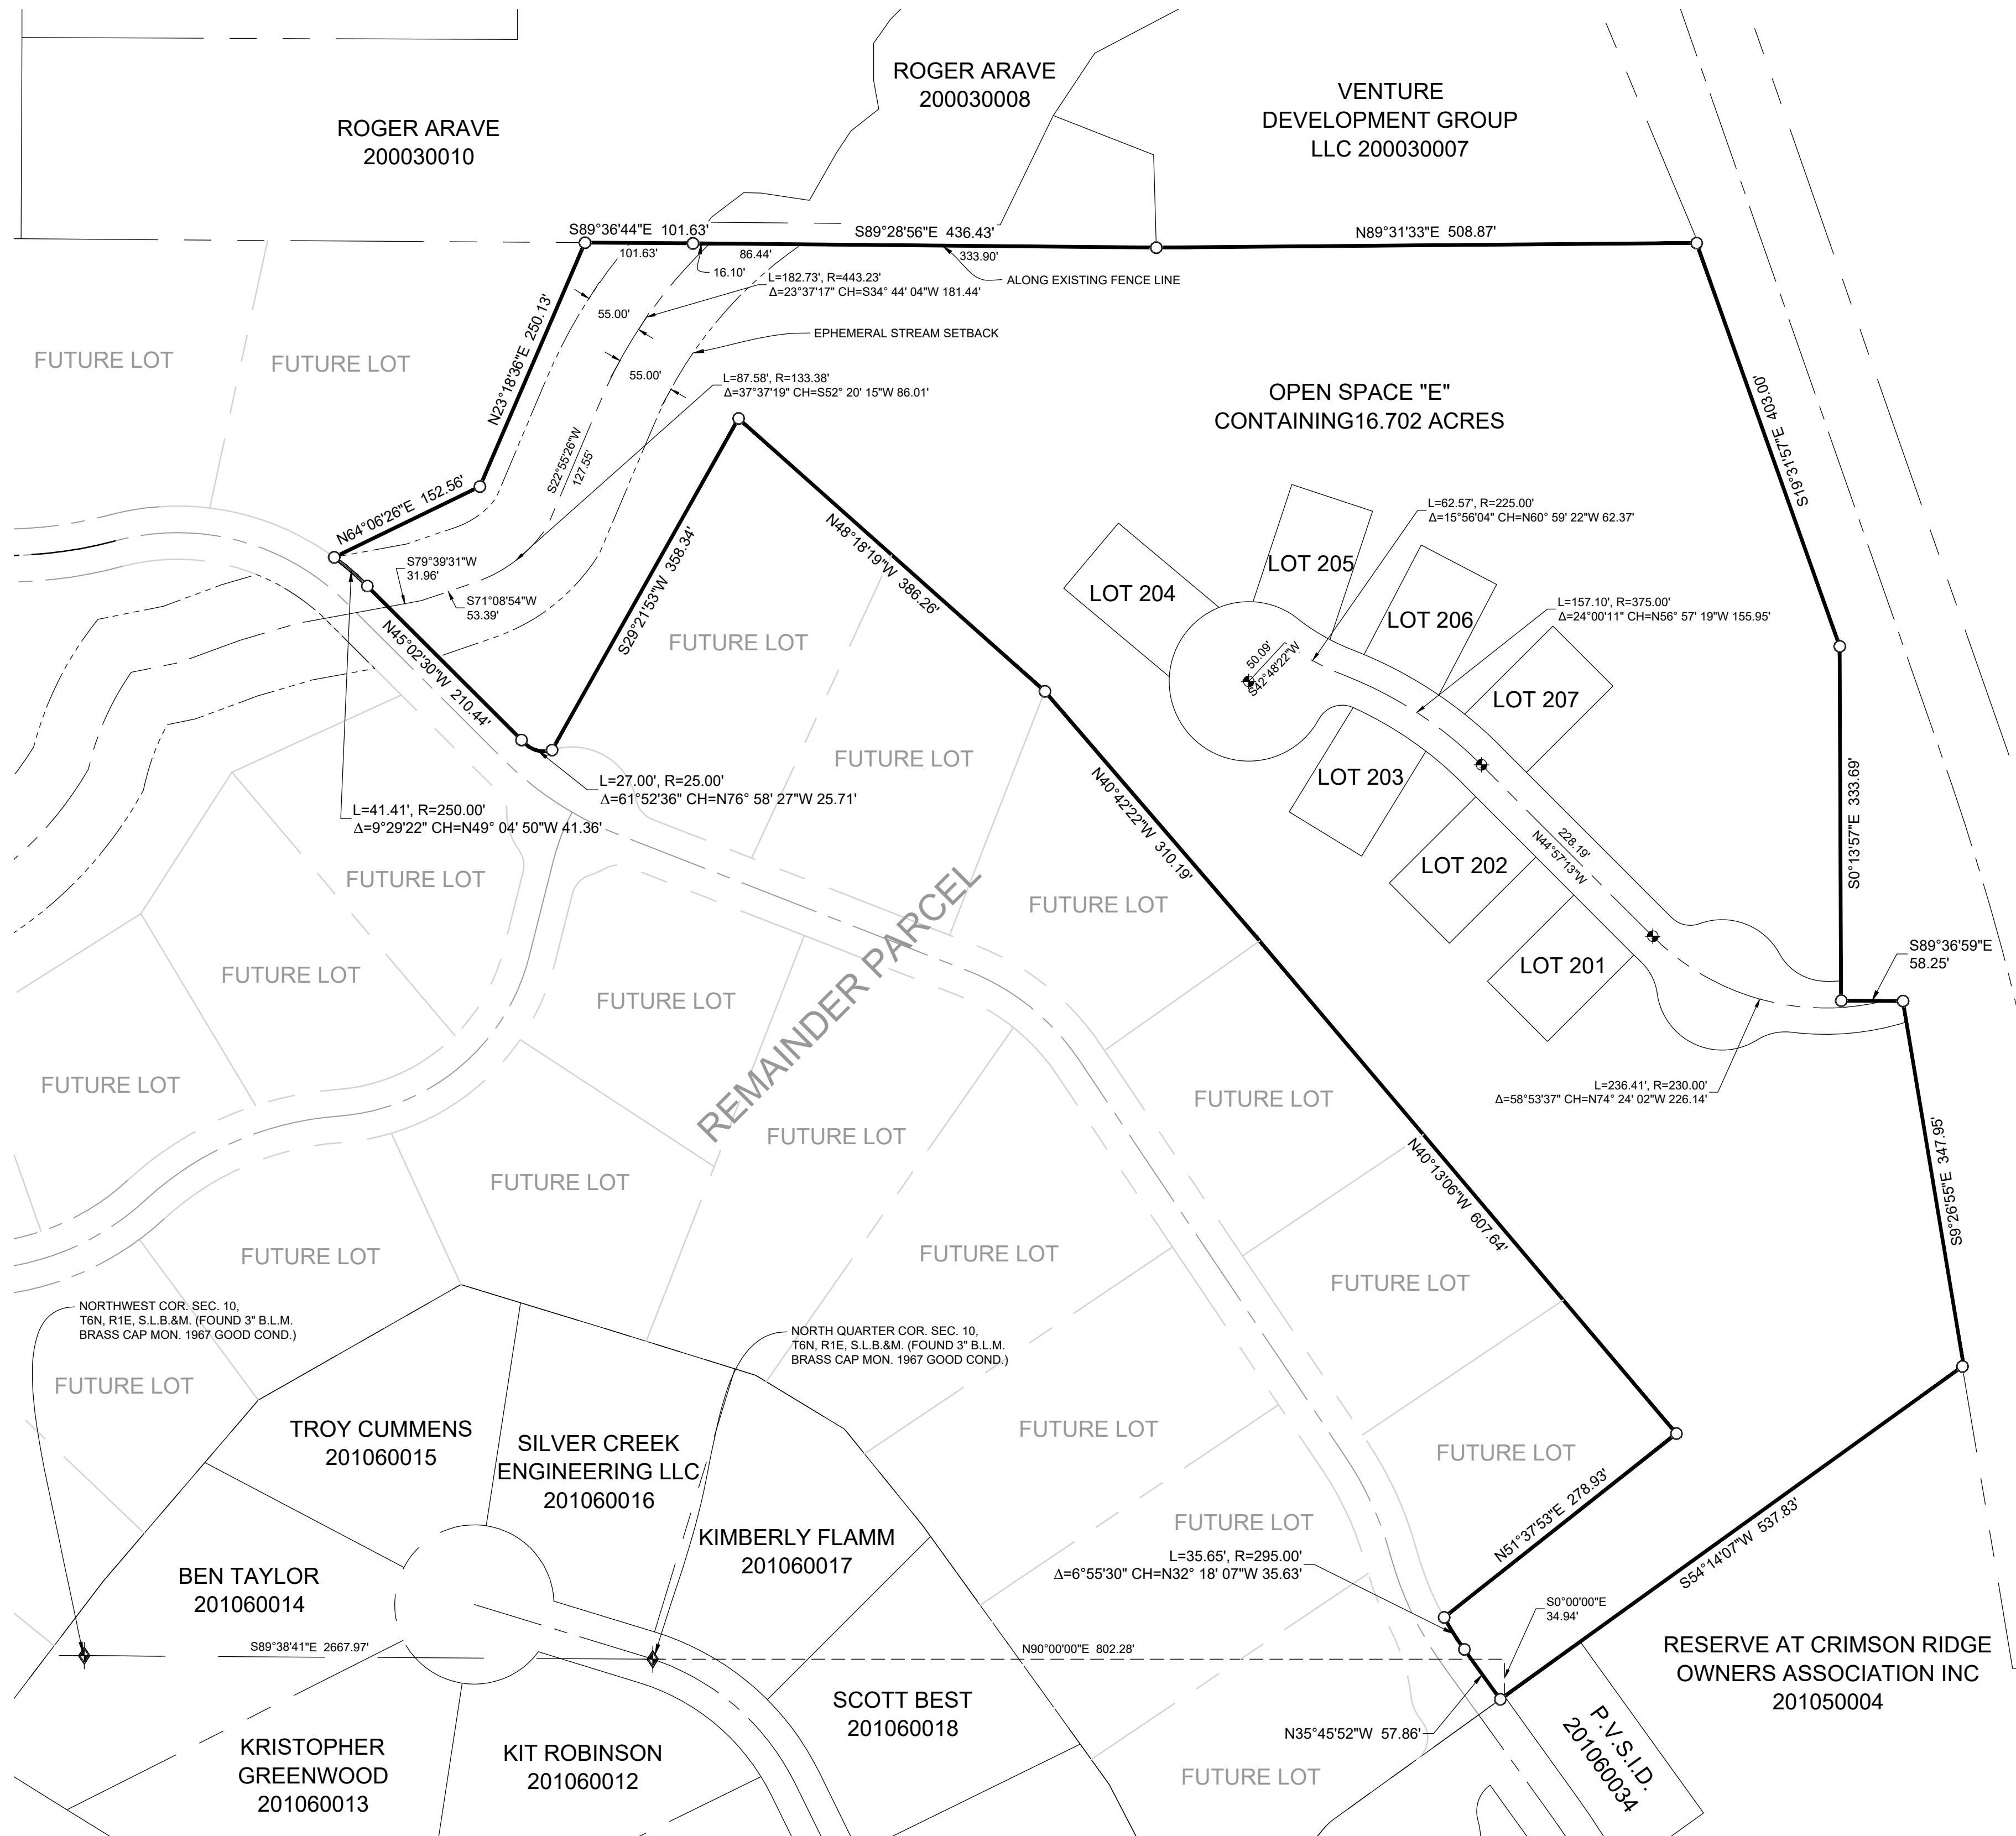 ROGER ARAVE
200030008
VENTURE
DEVELOPMENT GROUP
LLC 200030007
ROGER ARAVE
200030010
S89°36'44"E 101.63'
S89°28'56"E 436.43'
N89°31'33"E 508.87'
101.63'
86.44'
333.90'
16.10'
L=182.73', R=443.23'
Δ=23°37'17" CH=S34° 44' 04"W 181.44'
ALONG EXISTING FENCE LINE
55.00'
EPHEMERAL STREAM SETBACK
55.00'
N23°18'36"E 250.13'
FUTURE LOT
FUTURE LOT
L=87.58', R=133.38'
Δ=37°37'19" CH=S52° 20' 15"W 86.01'
OPEN SPACE "E"
CONTAINING16.702 ACRES
S19°31'57"E 403.00'
S22°55'26"W
127.55'
N64°06'26"E 152.56'
L=62.57', R=225.00'
Δ=15°56'04" CH=N60° 59' 22"W 62.37'
N48°18'19"W 386.26'
S29°21'53"W 358.34'
S79°39'31"W
31.96'
S71°08'54"W
53.39'
LOT 204
LOT 205
LOT 206
L=157.10', R=375.00'
Δ=24°00'11" CH=N56° 57' 19"W 155.95'
N45°02'30"W 210.44'
FUTURE LOT
50.09'
S42°48'22"W
LOT 207
FUTURE LOT
LOT 203
L=27.00', R=25.00'
Δ=61°52'36" CH=N76° 58' 27"W 25.71'
L=41.41', R=250.00'
Δ=9°29'22" CH=N49° 04' 50"W 41.36'
N40°42'22"W 310.19'
S0°13'57"E 333.69'
228.19'
N44°57'13"W
LOT 202
FUTURE LOT
FUTURE LOT
S89°36'59"E
58.25'
LOT 201
FUTURE LOT
FUTURE LOT
REMAINDER PARCEL
FUTURE LOT
FUTURE LOT
L=236.41', R=230.00'
Δ=58°53'37" CH=N74° 24' 02"W 226.14'
FUTURE LOT
N40°13'06"W 607.64'
S9°26'55"E 347.95'
FUTURE LOT
FUTURE LOT
FUTURE LOT
FUTURE LOT
NORTHWEST COR. SEC. 10,
T6N, R1E, S.L.B.&M. (FOUND 3" B.L.M.
BRASS CAP MON. 1967 GOOD COND.)
NORTH QUARTER COR. SEC. 10,
T6N, R1E, S.L.B.&M. (FOUND 3" B.L.M.
BRASS CAP MON. 1967 GOOD COND.)
FUTURE LOT
TROY CUMMENS
201060015
SILVER CREEK
ENGINEERING LLC
201060016
FUTURE LOT
FUTURE LOT
N51°37'53"E 278.93'
S54°14'07"W 537.83'
FUTURE LOT
KIMBERLY FLAMM
201060017
L=35.65', R=295.00'
Δ=6°55'30" CH=N32° 18' 07"W 35.63'
BEN TAYLOR
201060014
S0°00'00"E
34.94'
S89°38'41"E 2667.97'
N90°00'00"E 802.28'
RESERVE AT CRIMSON RIDGE
OWNERS ASSOCIATION INC
201050004
SCOTT BEST
201060018
N35°45'52"W 57.86'
P.V.S.I.D.
201060034
KRISTOPHER
GREENWOOD
201060013
KIT ROBINSON
201060012
FUTURE LOT